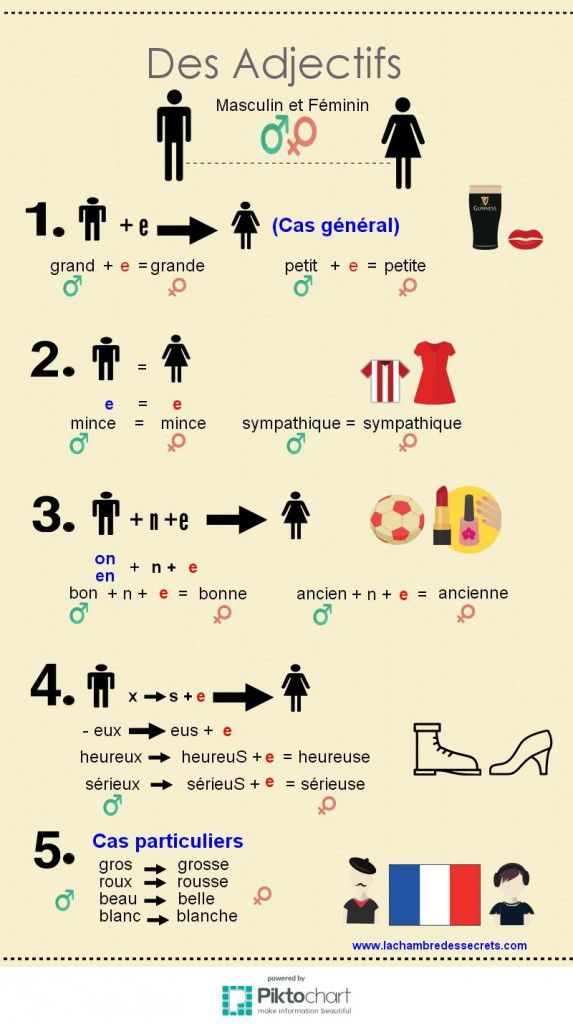 Des Adjectifs
Masculin et Féminin
1. + e (Cas général)
GUINNESS
grand + e = grande petit + e = petite
2. =
e = e
mince = mince sympathique = sympathique
3. + n + e
on
en + n + e
bon + n + e = bonne ancien + n + e = ancienne
4. x s + e
- eux eus + e
heureux heureuS + e = heureuse
sérieux sérieuS + e = sérieuse
5. Cas particuliers
gros grosse
roux rousse
beau belle
blanc blanche
www.lachambredessecrets.com
powered by
Piktochart
make information beautiful